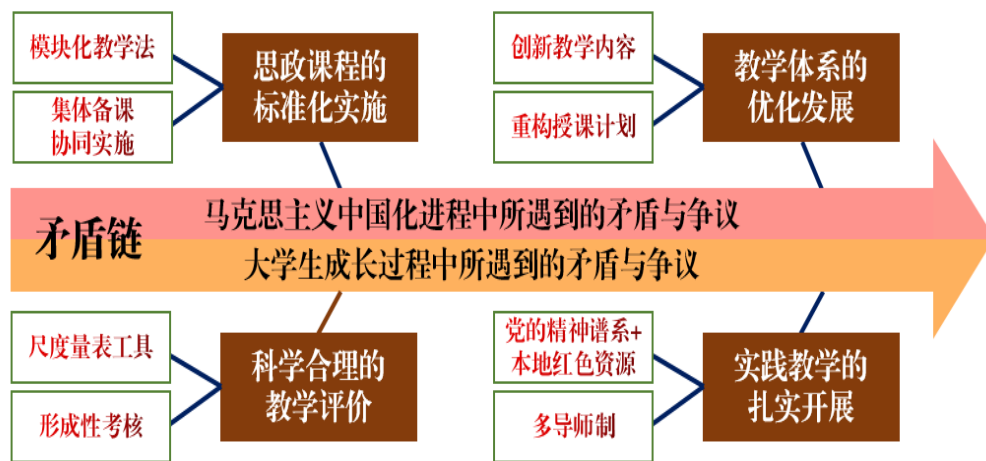 模块化教学法
集体备课
协同实施
思政课程的
标准化实施
创新教学内容
重构授课计划
教学体系的
优化发展
矛盾链
马克思主义中国化进程中所遇到的矛盾与争议
大学生成长过程中所遇到的矛盾与争议
尺度量表工具
形成性考核
科学合理的
教学评价
党的精神谱系+
本地红色资源
多导师制
实践教学的
扎实开展